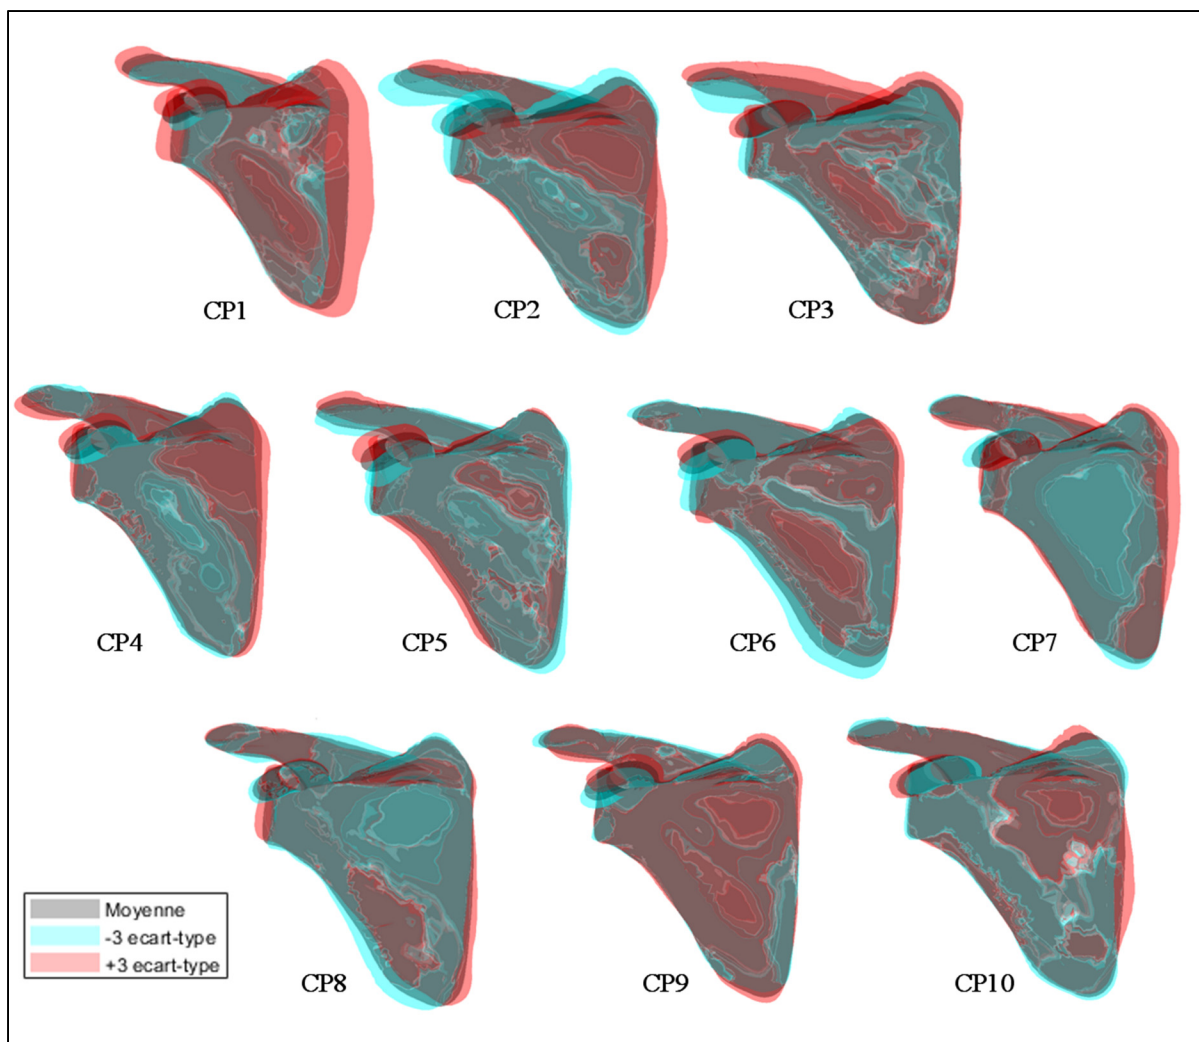 CP1
CP2
CP3
CP4
CP5
CP6
CP7
CP8
CP9
CP10
Moyenne
-3 ecart-type
+3 ecart-type